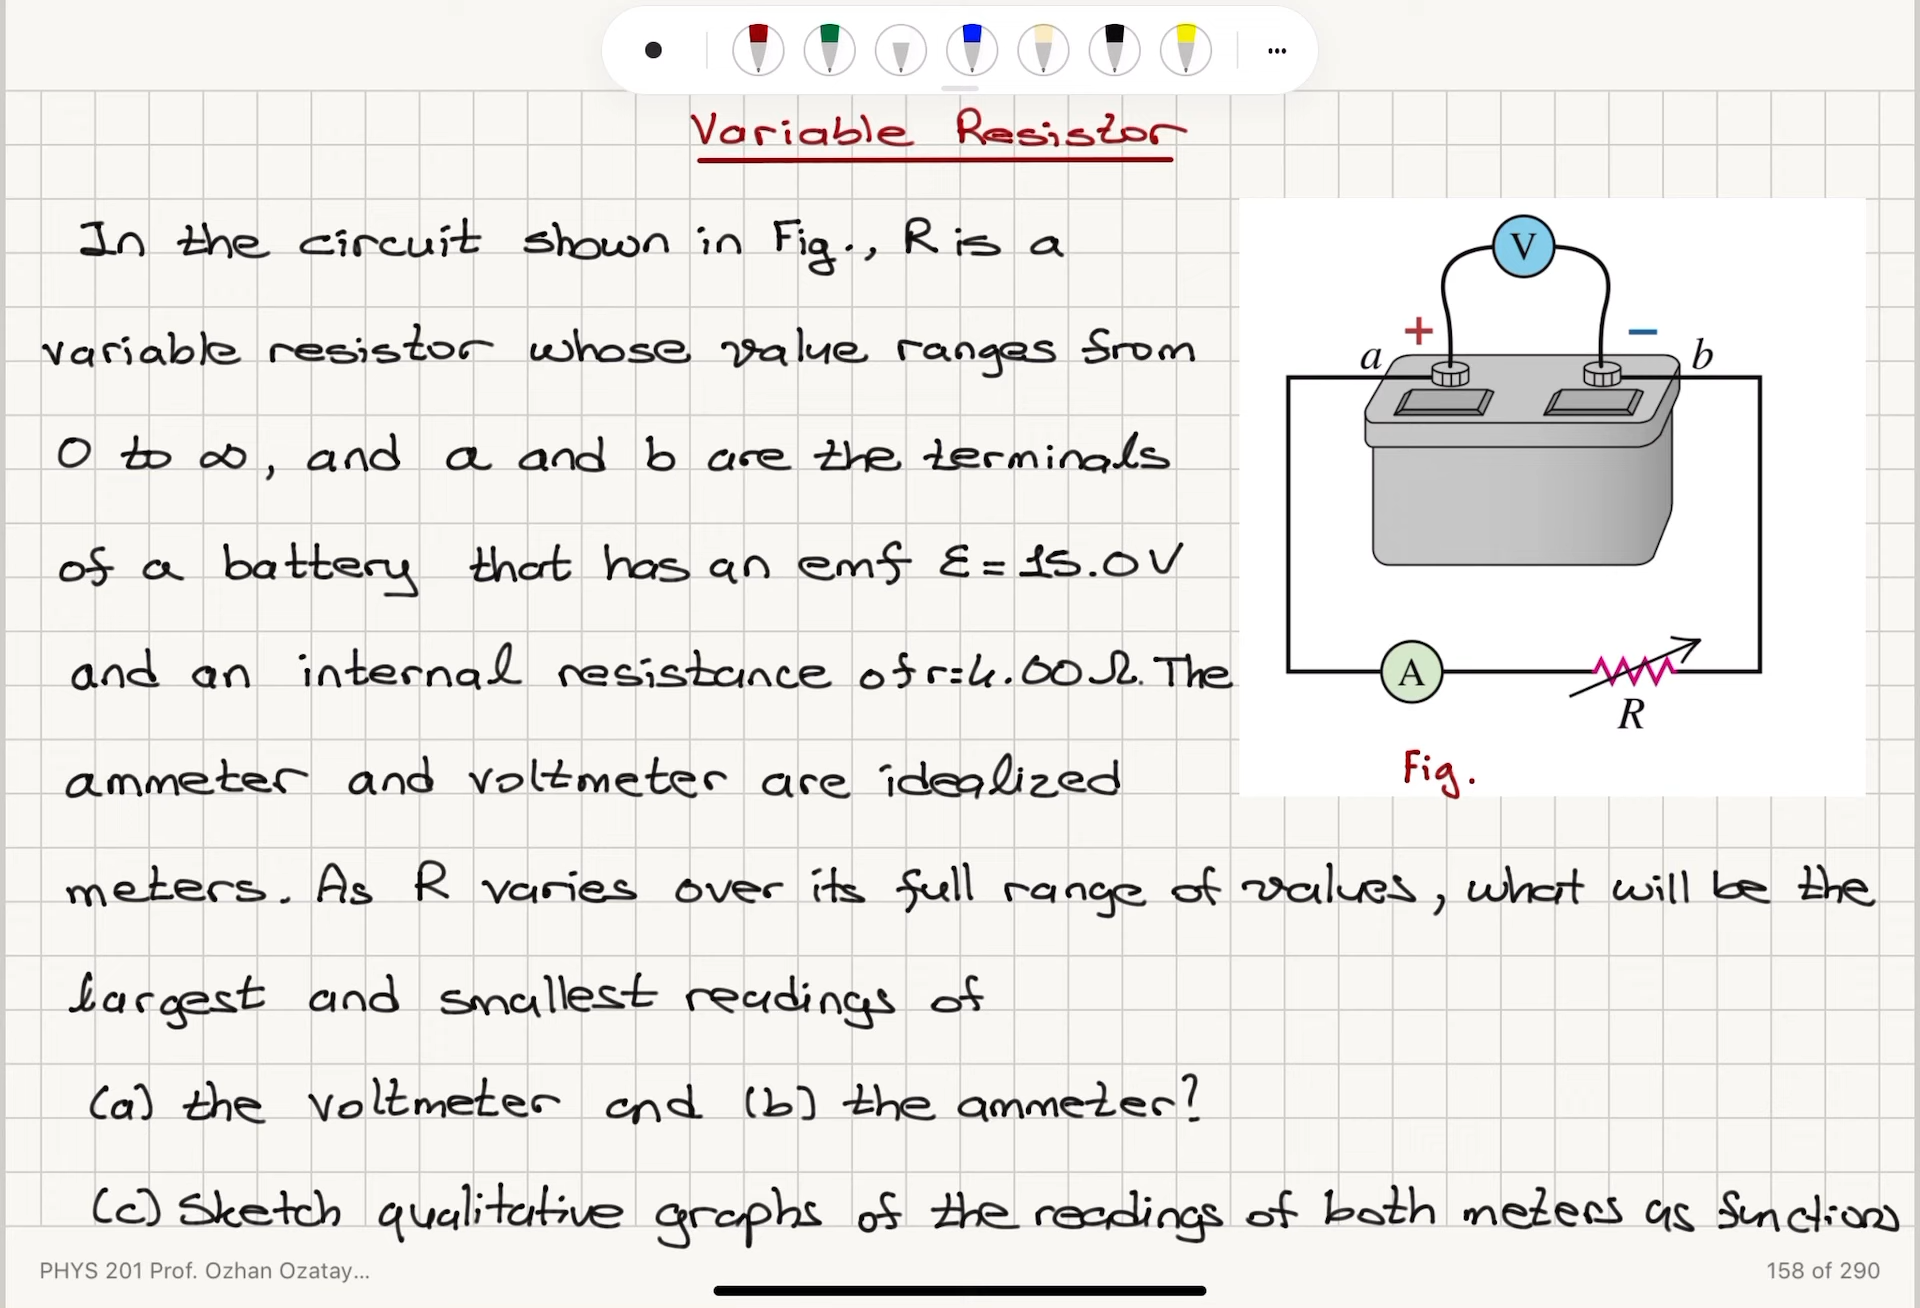 Variable Resistor
In the circuit shown in Fig., R is a
variable resistor whose value ranges from
0 to ∞, and a and b are the terminals
of a battery that has an emf ℰ = 15.0 V
and an internal resistance of r=4.00 Ω. The
ammeter and voltmeter are idealized
meters. As R varies over its full range of values, what will be the
largest and smallest readings of
(a) the voltmeter and (b) the ammeter?
(c) Sketch qualitative graphs of the readings of both meters as functions
V
+ −
a b
A
R
Fig.
PHYS 201 Prof. Ozhan Ozatay...
158 of 290